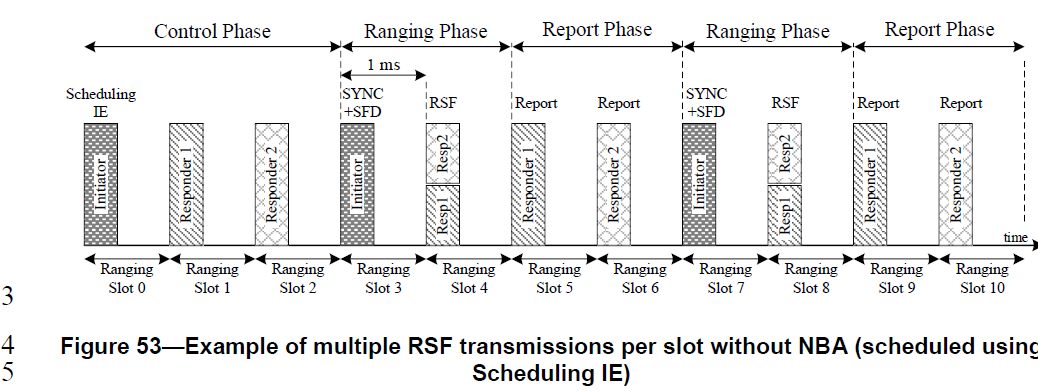 Control Phase Ranging Phase Report Phase Ranging Phase Report Phase
1 ms
Scheduling IE
SYNC +SFD
RSF
Report
Report
SYNC +SFD
RSF
Report
Report
Initiator
Responder 1
Responder 2
Initiator
Resp2
Resp1
Responder 1
Responder 2
Initiator
Resp2
Resp1
Responder 1
Responder 2
time
Ranging Ranging Ranging Ranging Ranging Ranging Ranging Ranging Ranging Ranging Ranging
Slot 0 Slot 1 Slot 2 Slot 3 Slot 4 Slot 5 Slot 6 Slot 7 Slot 8 Slot 9 Slot 10
3
4 Figure 53—Example of multiple RSF transmissions per slot without NBA (scheduled using
5 Scheduling IE)